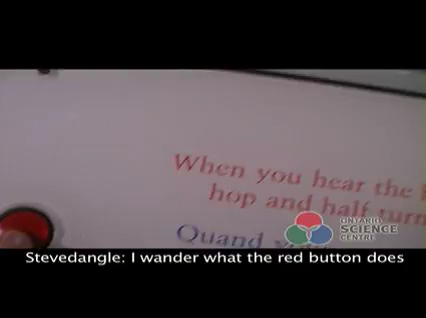 When you hear the
hop and half turn
Quand
ONTARIO
SCIENCE
CENTRE
Stevedangle: I wander what the red button does